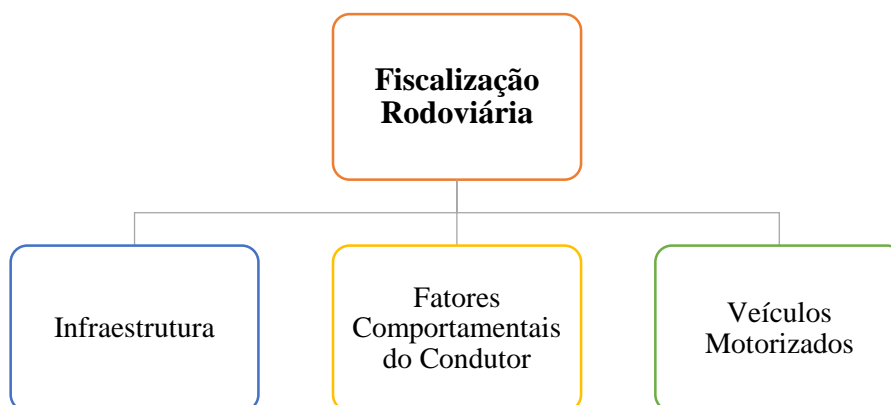 Fiscalização
Rodoviária
Infraestrutura
Fatores
Comportamentais
do Condutor
Veículos
Motorizados